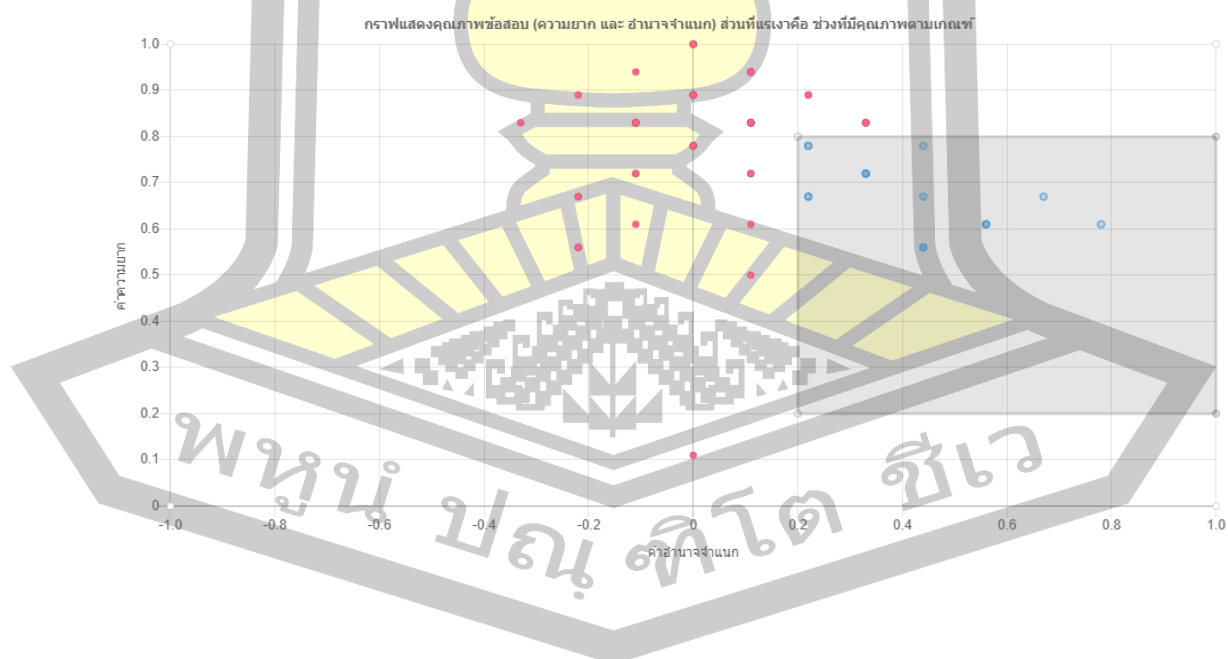 กราฟแสดงคุณภาพข้อสอบ (ความยาก และ อำนาจจำแนก) ส่วนที่แรเงาคือ ช่วงที่มีคุณภาพตามเกณฑ์
1.0
0.9
0.8
0.7
0.6
0.5
0.4
0.3
0.2
0.1
0
ค่าความยาก
-1.0 -0.8 -0.6 -0.4 -0.2 0 0.2 0.4 0.6 0.8 1.0
ค่าอำนาจจำแนก
พหูนํ ปณฺฑิโต ชีเว